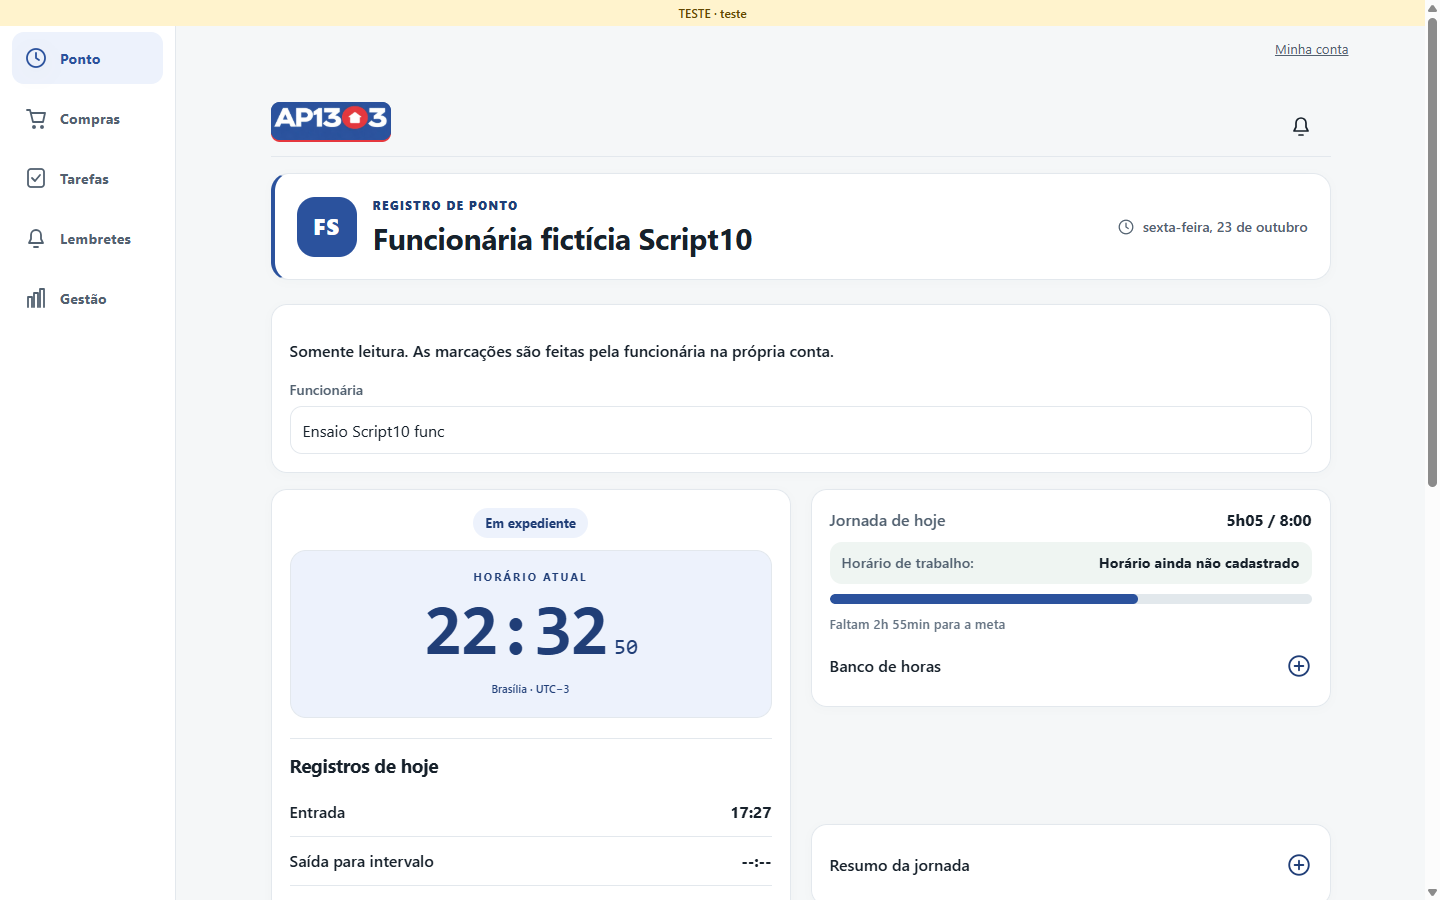 TESTE · teste
Ponto
Compras
Tarefas
Lembretes
Gestão
Minha conta
AP1303
FS
REGISTRO DE PONTO
Funcionária fictícia Script10
sexta-feira, 23 de outubro
Somente leitura. As marcações são feitas pela funcionária na própria conta.
Funcionária
Ensaio Script10 func
Em expediente
HORÁRIO ATUAL
22:32 50
Brasília · UTC−3
Registros de hoje
Entrada 17:27
Saída para intervalo --:--
Jornada de hoje 5h05 / 8:00
Horário de trabalho: Horário ainda não cadastrado
Faltam 2h 55min para a meta
Banco de horas
Resumo da jornada